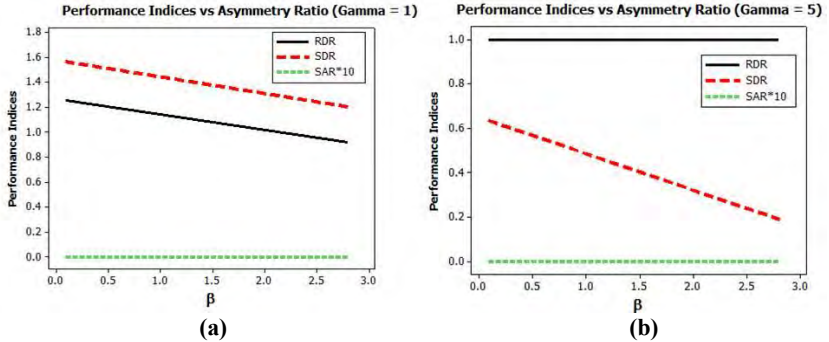 Performance Indices vs Asymmetry Ratio (Gamma = 1)
1.8
1.6
1.4
1.2
1.0
0.8
0.6
0.4
0.2
0.0
Performance Indices
RDR
SDR
SAR*10
0.0
0.5
1.0
1.5
2.0
2.5
3.0
β
(a)
Performance Indices vs Asymmetry Ratio (Gamma = 5)
1.0
0.8
0.6
0.4
0.2
0.0
Performance Indices
RDR
SDR
SAR*10
0.0
0.5
1.0
1.5
2.0
2.5
3.0
β
(b)